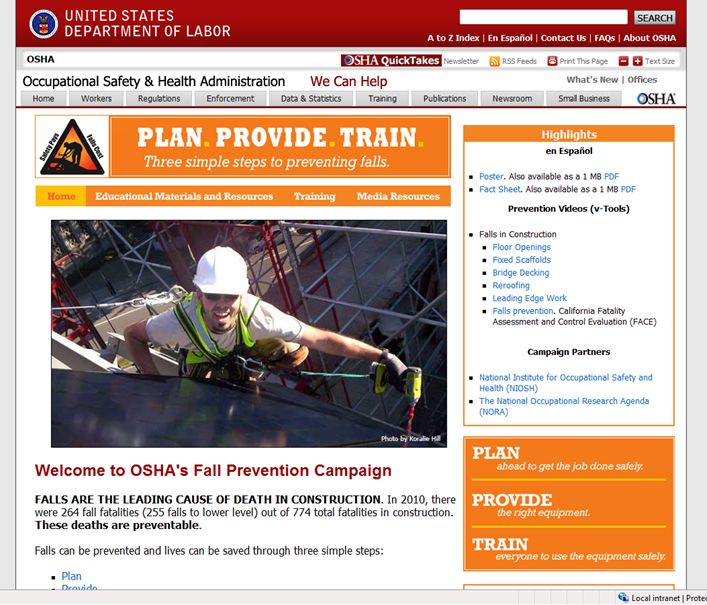 UNITED STATES
DEPARTMENT OF LABOR
SEARCH
A to Z Index | En Español | Contact Us | FAQs | About OSHA
OSHA
OSHA QuickTakes Newsletter RSS Feeds Print This Page Text Size
Occupational Safety & Health Administration We Can Help
What's New | Offices
Home Workers Regulations Enforcement Data & Statistics Training Publications Newsroom Small Business OSHA
Safety Pays Falls Cost
PLAN. PROVIDE. TRAIN.
Three simple steps to preventing falls.
Home Educational Materials and Resources Training Media Resources
Photo by Koralie Hill
Welcome to OSHA's Fall Prevention Campaign
FALLS ARE THE LEADING CAUSE OF DEATH IN CONSTRUCTION. In 2010, there
were 264 fall fatalities (255 falls to lower level) out of 774 total fatalities in construction.
These deaths are preventable.
Falls can be prevented and lives can be saved through three simple steps:
Plan
Provide
Highlights
en Español
Poster. Also available as a 1 MB PDF
Fact Sheet. Also available as a 1 MB PDF
Prevention Videos (v-Tools)
Falls in Construction
Floor Openings
Fixed Scaffolds
Bridge Decking
Reroofing
Leading Edge Work
Falls prevention. California Fatality
Assessment and Control Evaluation (FACE)
Campaign Partners
National Institute for Occupational Safety and
Health (NIOSH)
The National Occupational Research Agenda
(NORA)
PLAN
ahead to get the job done safely.
PROVIDE
the right equipment.
TRAIN
everyone to use the equipment safely.
Local intranet | Prote